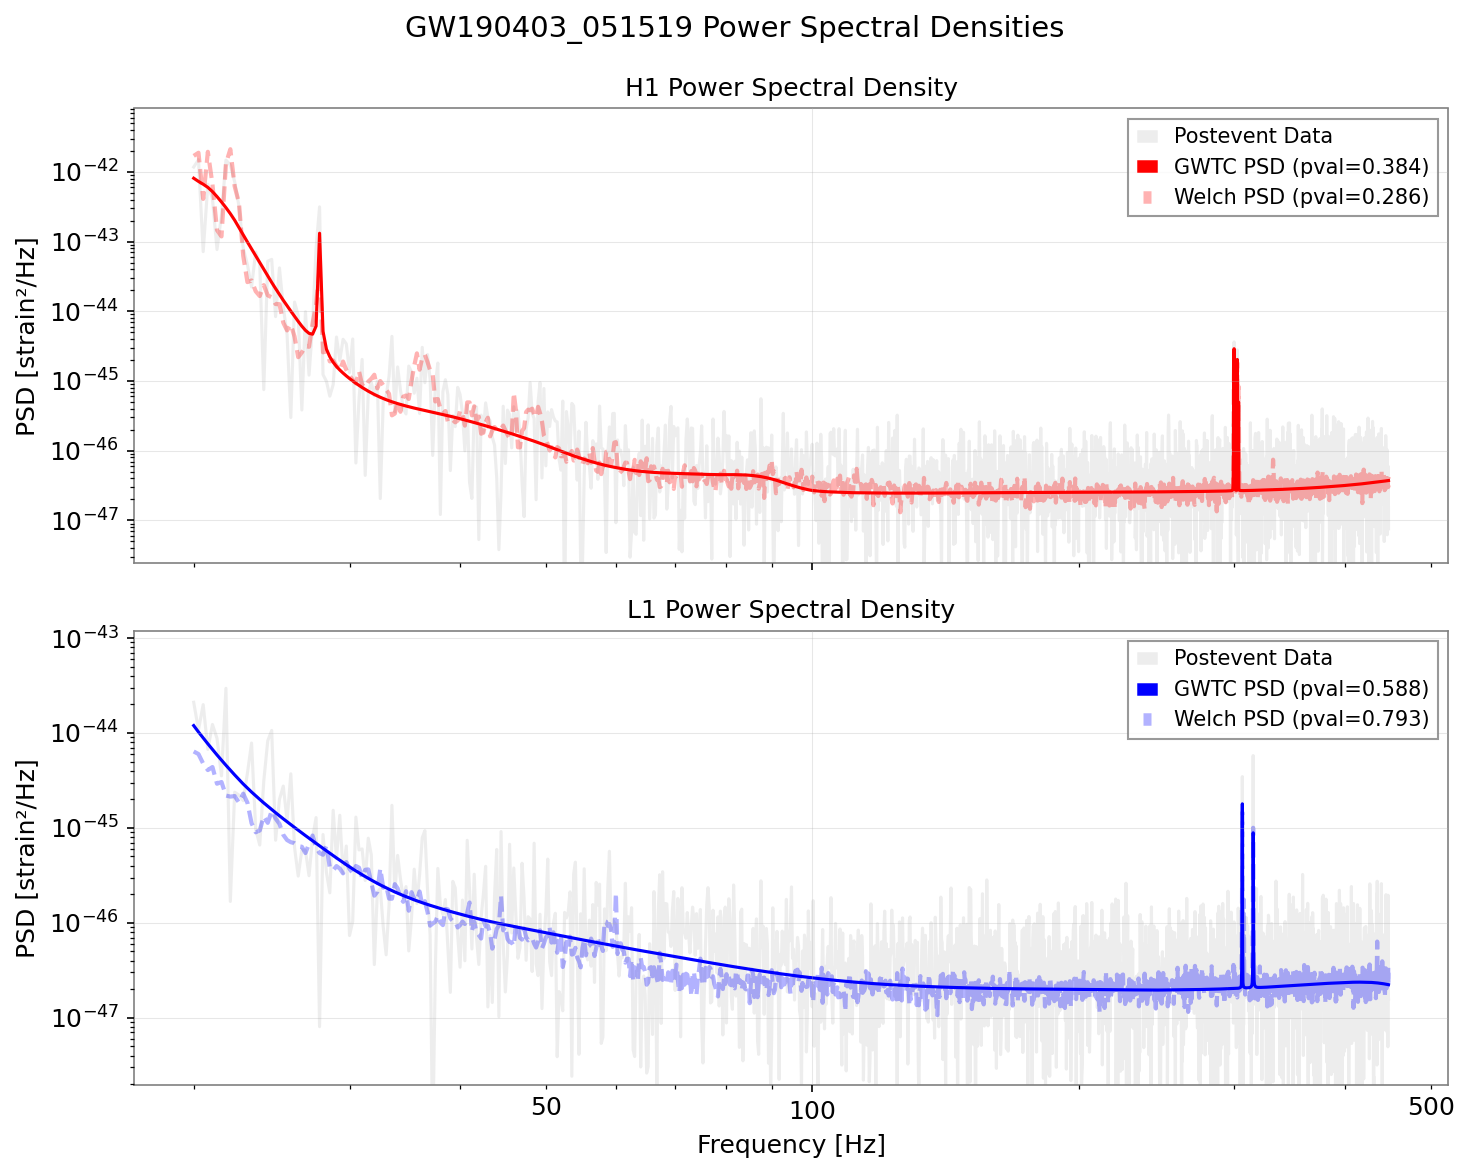 GW190403_051519 Power Spectral Densities
H1 Power Spectral Density
PSD [strain²/Hz]
10⁻⁴²
10⁻⁴³
10⁻⁴⁴
10⁻⁴⁵
10⁻⁴⁶
10⁻⁴⁷
Postevent Data
GWTC PSD (pval=0.384)
Welch PSD (pval=0.286)
L1 Power Spectral Density
PSD [strain²/Hz]
10⁻⁴³
10⁻⁴⁴
10⁻⁴⁵
10⁻⁴⁶
10⁻⁴⁷
Postevent Data
GWTC PSD (pval=0.588)
Welch PSD (pval=0.793)
50 100 500
Frequency [Hz]